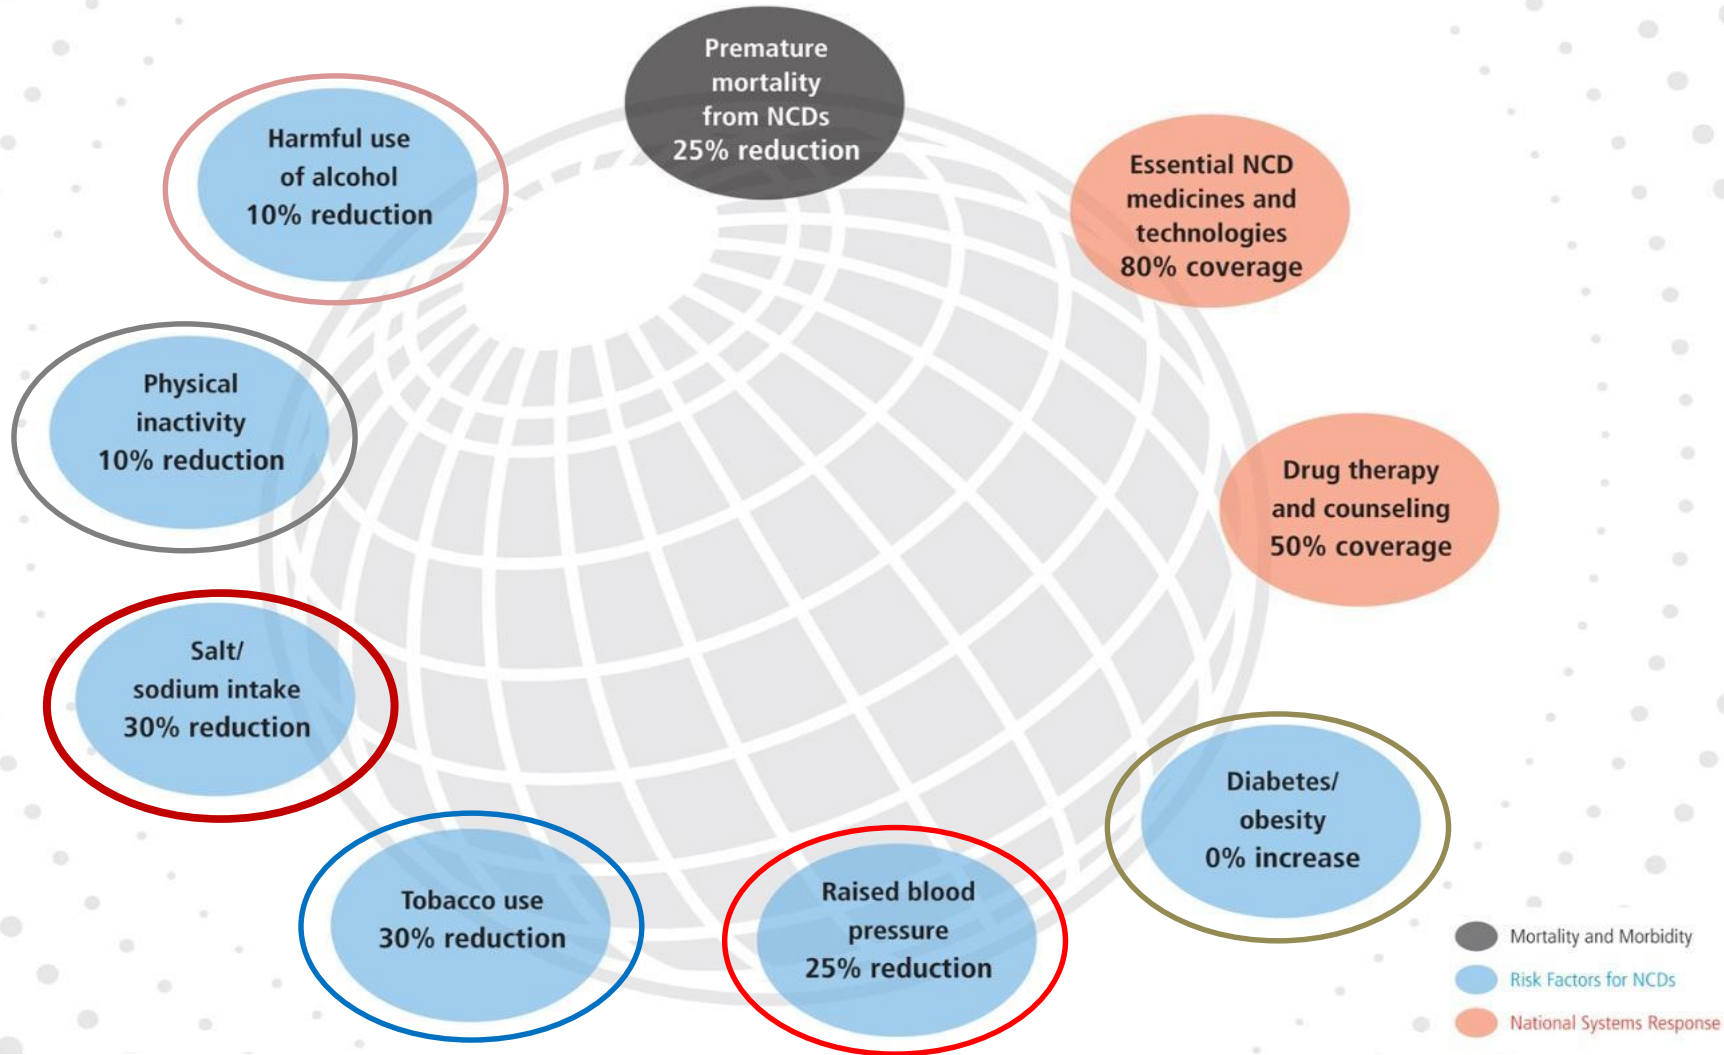 Premature
mortality
from NCDs
25% reduction
Harmful use
of alcohol
10% reduction
Essential NCD
medicines and
technologies
80% coverage
Physical
inactivity
10% reduction
Drug therapy
and counseling
50% coverage
Salt/
sodium intake
30% reduction
Diabetes/
obesity
0% increase
Tobacco use
30% reduction
Raised blood
pressure
25% reduction
Mortality and Morbidity
Risk Factors for NCDs
National Systems Response